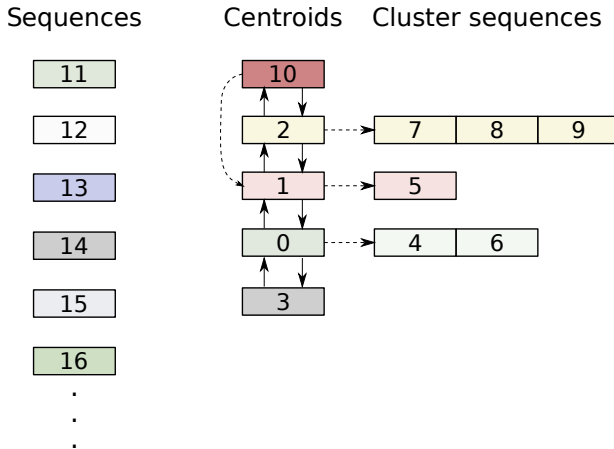 Sequences Centroids Cluster sequences
11 10
12 2 7 8 9
13 1 5
14 0 4 6
15 3
16
.
.
.